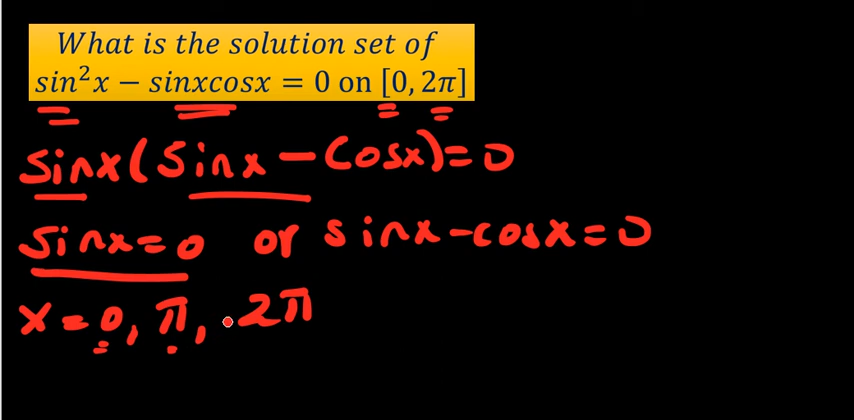 What is the solution set of
sin²x − sinxcosx = 0 on [0, 2π]
sinx(sinx − cosx) = 0
sinx = 0 or sinx − cosx = 0
x = 0, π, 2π